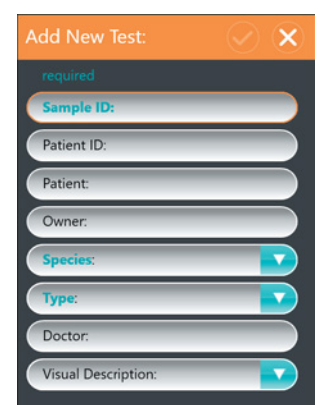 Add New Test:
required
Sample ID:
Patient ID:
Patient:
Owner:
Species:
Type:
Doctor:
Visual Description: